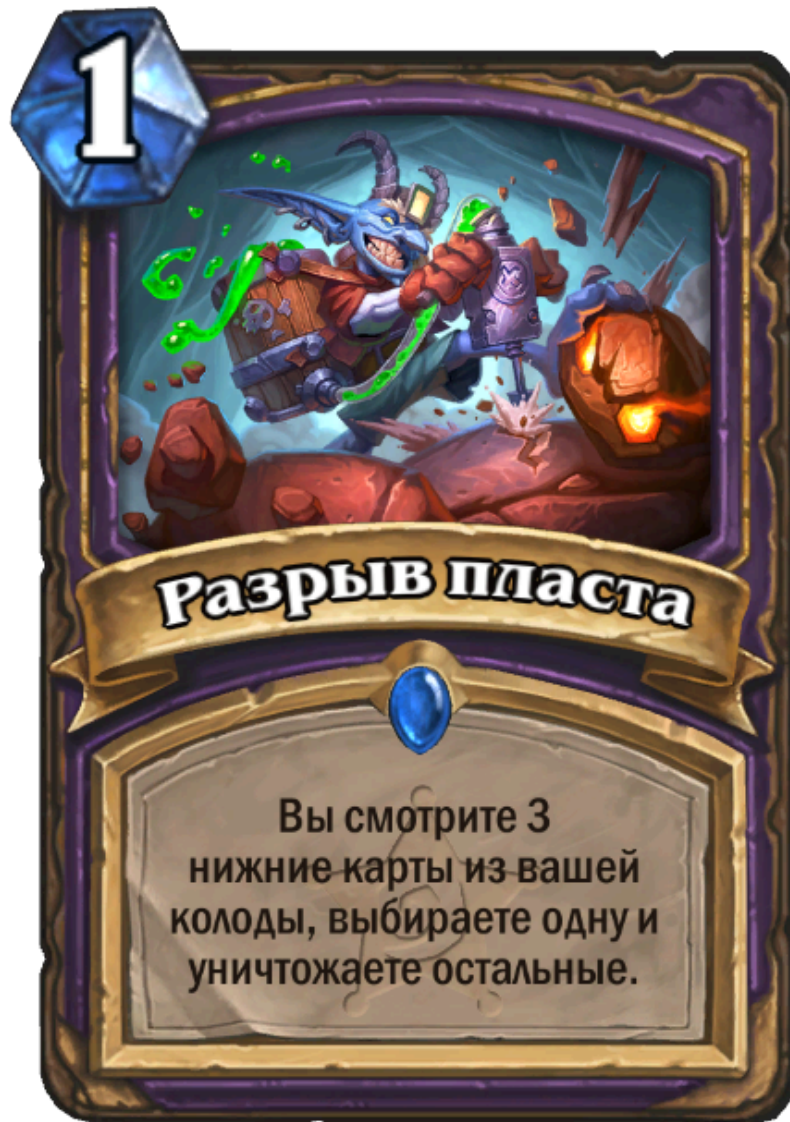 1
Разрыв пласта
Вы смотрите 3
нижние карты из вашей
колоды, выбираете одну и
уничтожаете остальные.